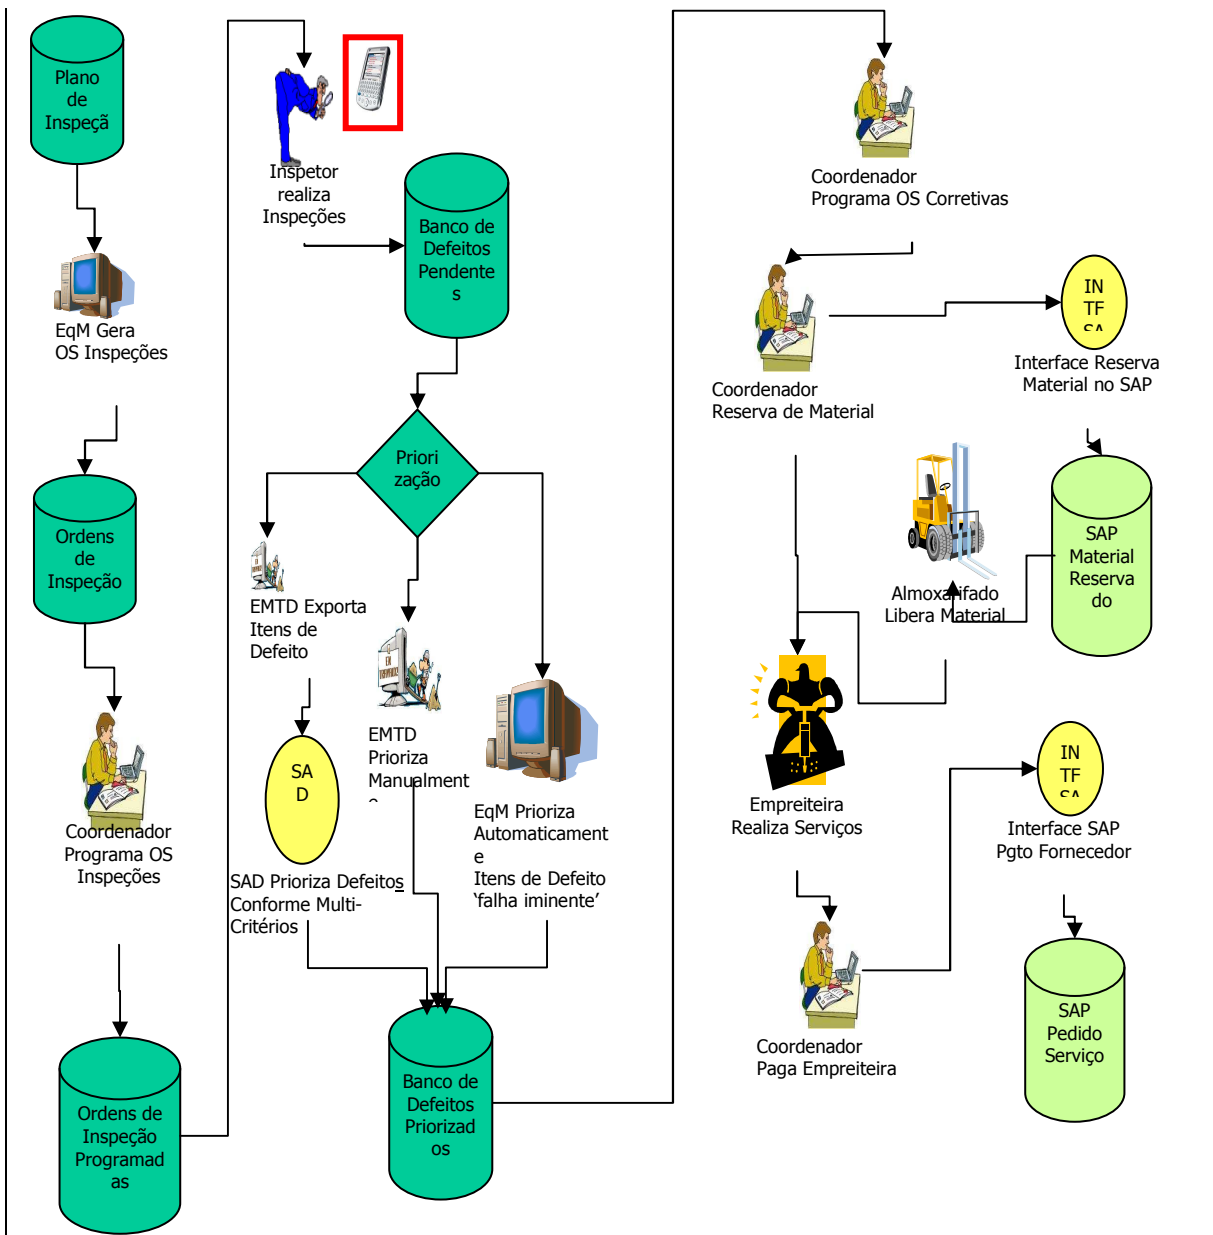 Plano
de
Inspeçã
EqM Gera
OS Inspeções
Ordens
de
Inspeção
Coordenador
Programa OS
Inspeções
Ordens de
Inspeção
Programad
as
Inspetor
realiza
Inspeções
Banco de
Defeitos
Pendente
s
Priori
zação
EMTD Exporta
Itens de
Defeito
SA
D
SAD Prioriza Defeitos
Conforme Multi-
Critérios
EMTD
Prioriza
Manualment
e
EqM Prioriza
Automaticament
e
Itens de Defeito
‘falha iminente’
Banco de
Defeitos
Priorizad
os
Coordenador
Programa OS Corretivas
Coordenador
Reserva de Material
IN
TF
SA
Interface Reserva
Material no SAP
SAP
Material
Reserva
do
Almoxarifado
Libera Material
Empreiteira
Realiza Serviços
IN
TF
SA
Interface SAP
Pgto Fornecedor
Coordenador
Paga Empreiteira
SAP
Pedido
Serviço